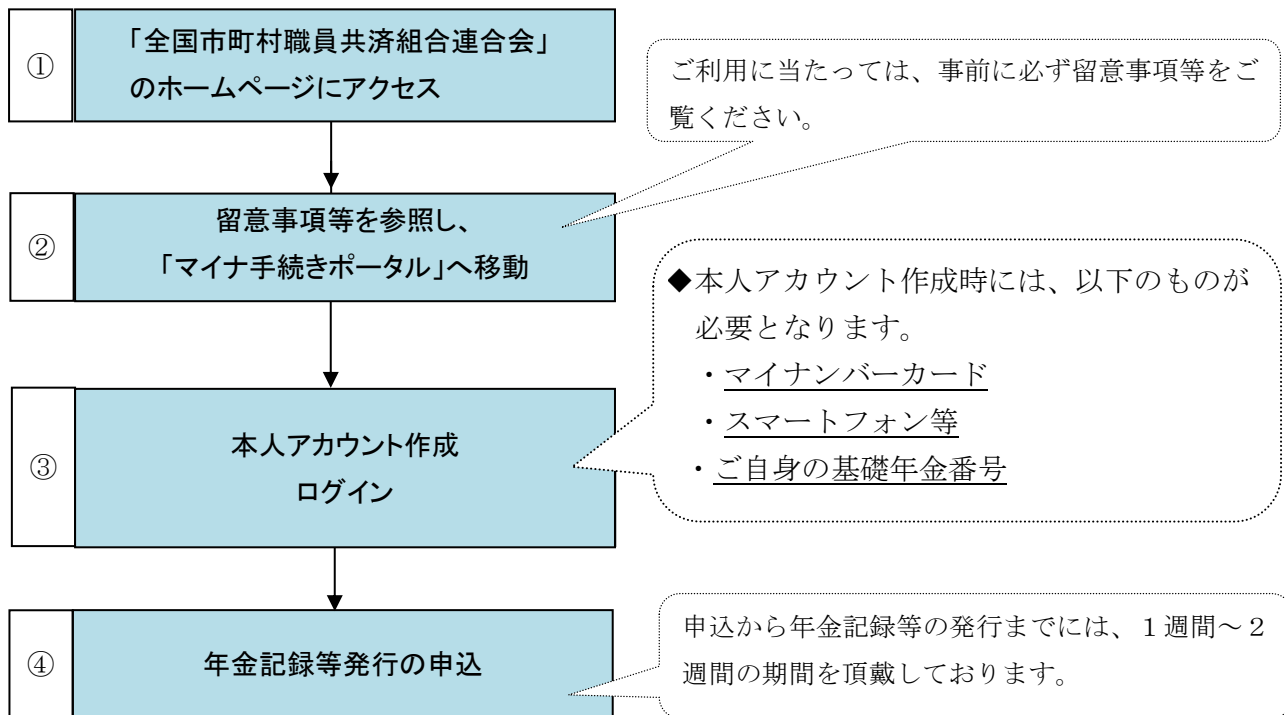 ①
「全国市町村職員共済組合連合会」
のホームページにアクセス
ご利用に当たっては、事前に必ず留意事項等をご
覧ください。
②
留意事項等を参照し、
「マイナ手続きポータル」へ移動
◆本人アカウント作成時には、以下のものが
必要となります。
・マイナンバーカード
・スマートフォン等
・ご自身の基礎年金番号
③
本人アカウント作成
ログイン
④
年金記録等発行の申込
申込から年金記録等の発行までには、１週間～２
週間の期間を頂戴しております。